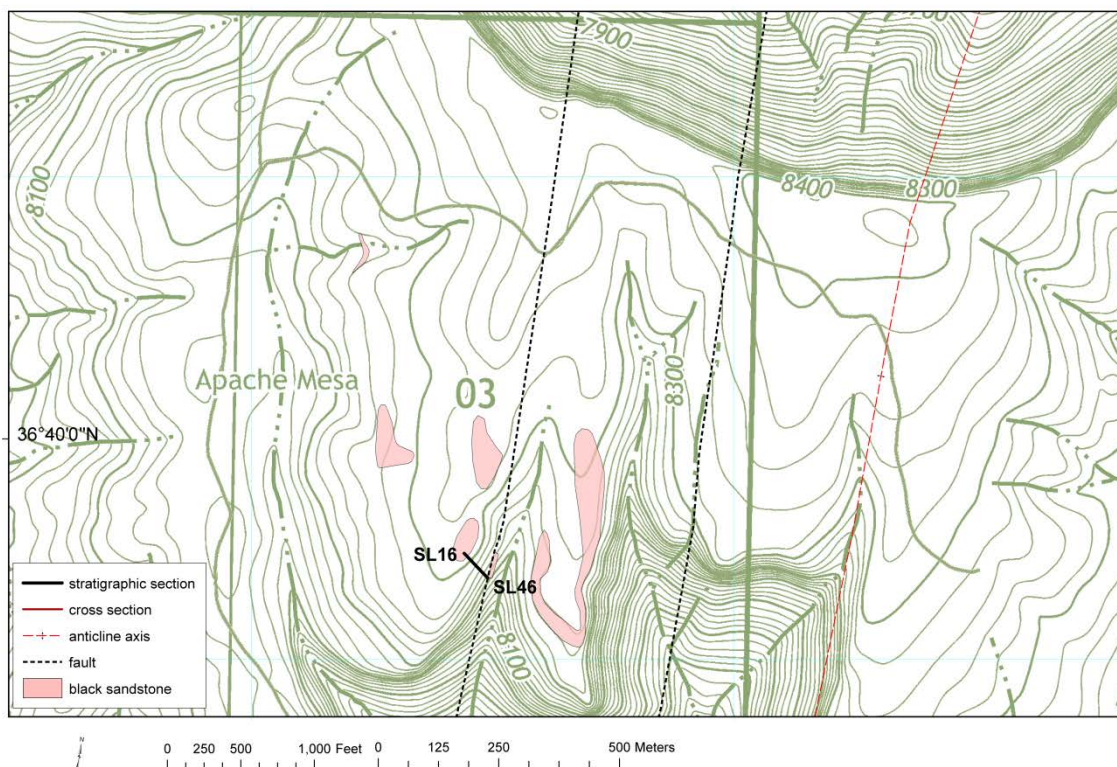 7900
8100
8400
8300
Apache Mesa
03
8300
36°40'0"N
SL16
SL46
8100
stratigraphic section
cross section
anticline axis
fault
black sandstone
N
0 250 500 1,000 Feet
0 125 250 500 Meters